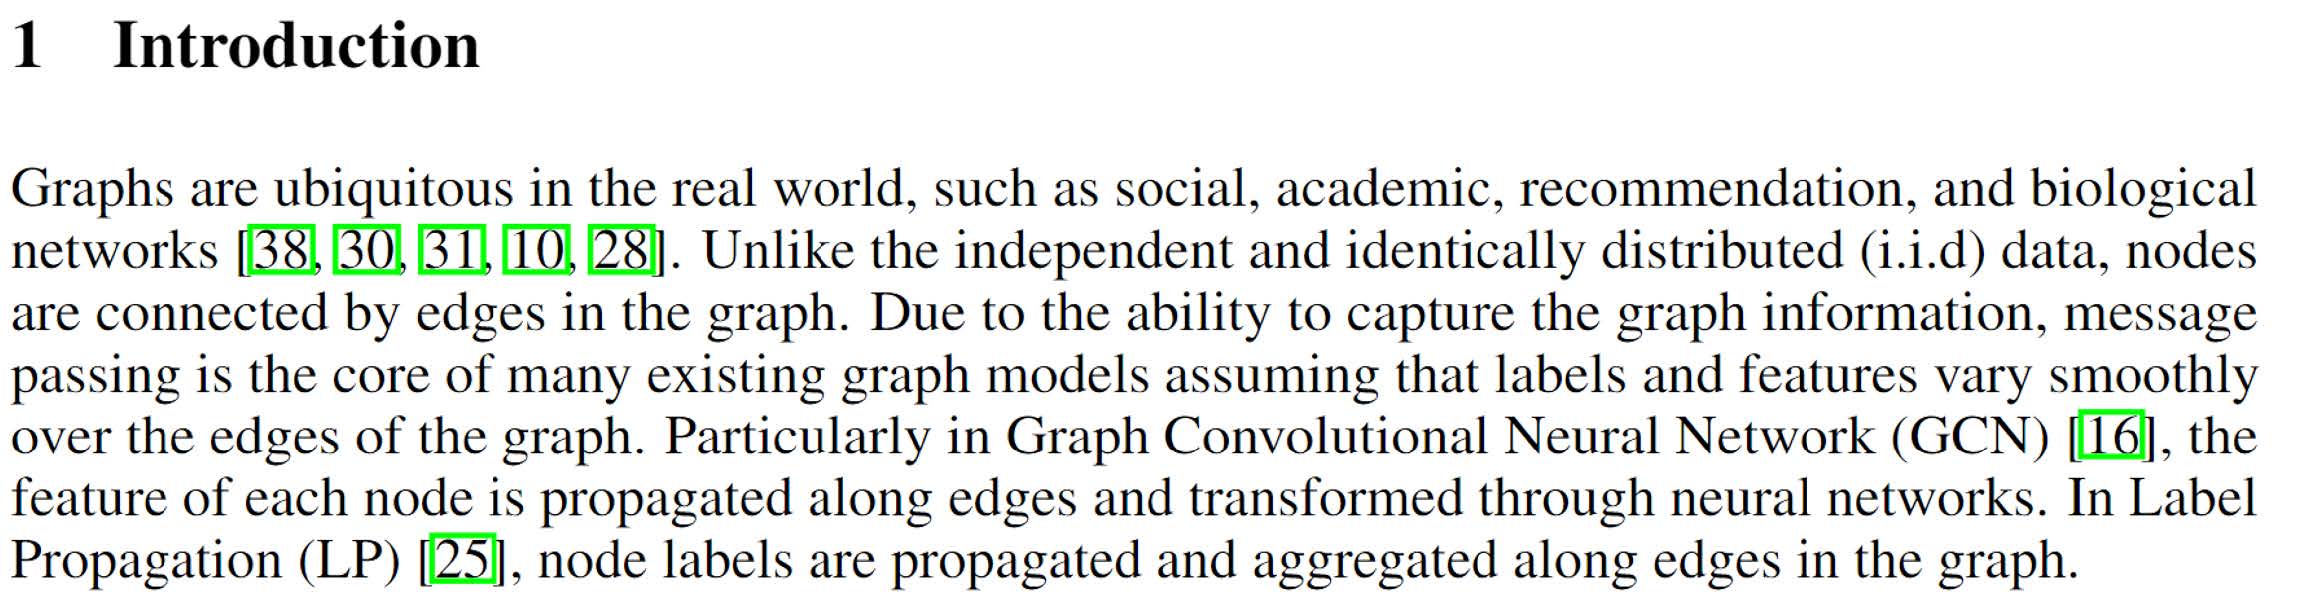 1 Introduction
Graphs are ubiquitous in the real world, such as social, academic, recommendation, and biological
networks [38, 30, 31, 10, 28]. Unlike the independent and identically distributed (i.i.d) data, nodes
are connected by edges in the graph. Due to the ability to capture the graph information, message
passing is the core of many existing graph models assuming that labels and features vary smoothly
over the edges of the graph. Particularly in Graph Convolutional Neural Network (GCN) [16], the
feature of each node is propagated along edges and transformed through neural networks. In Label
Propagation (LP) [25], node labels are propagated and aggregated along edges in the graph.